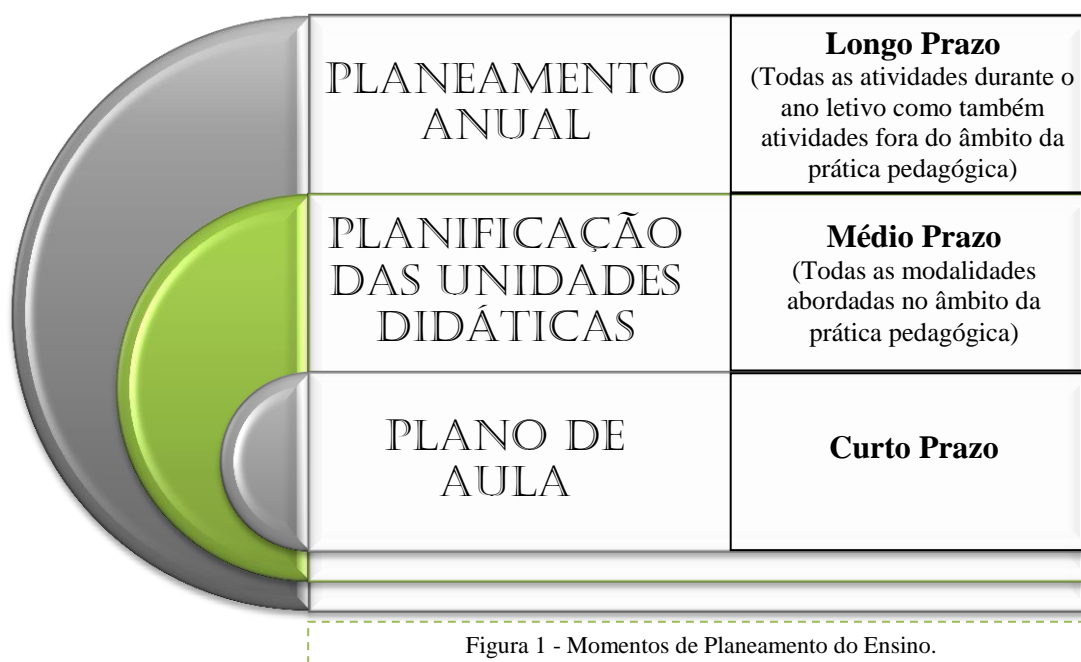 PLANEAMENTO
ANUAL
Longo Prazo
(Todas as atividades durante o
ano letivo como também
atividades fora do âmbito da
prática pedagógica)
PLANIFICAÇÃO
DAS UNIDADES
DIDÁTICAS
Médio Prazo
(Todas as modalidades
abordadas no âmbito da
prática pedagógica)
PLANO DE
AULA
Curto Prazo
Figura 1 - Momentos de Planeamento do Ensino.